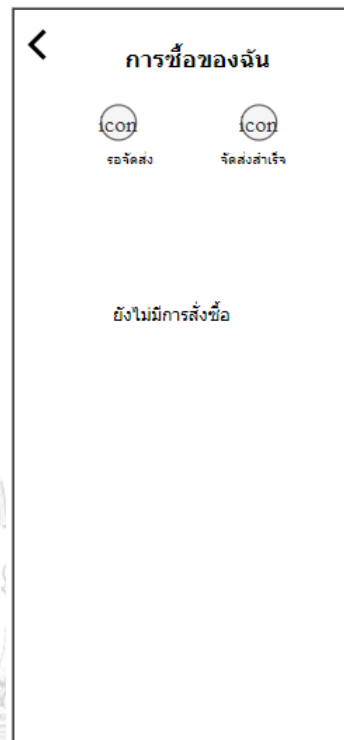 การซื้อของฉัน
icon icon
รอจัดส่ง จัดส่งสำเร็จ
ยังไม่มีการสั่งซื้อ